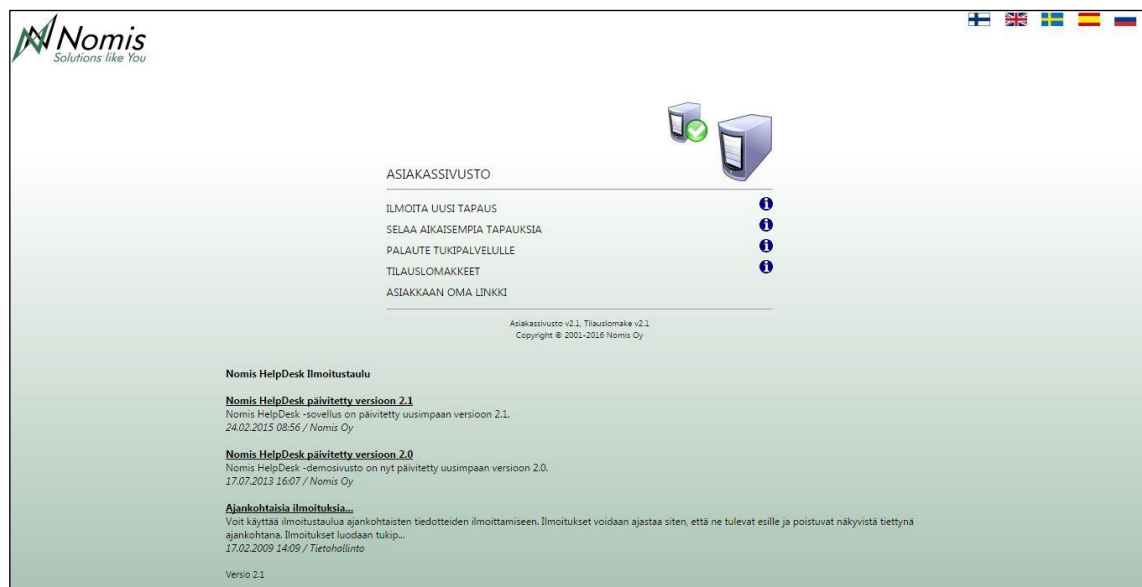 Nomis
Solutions like You
ASIAKASSIVUSTO
ILMOITA UUSI TAPAUS
SELAA AIKAISEMPIA TAPAUKSIA
PALAUTE TUKIPALVELULLE
TILAUSLOMAKKEET
ASIAKKAAN OMA LINKKI
Asiakassivusto v2.1, Tilauslomake v2.1
Copyright © 2001-2016 Nomis Oy
Nomis HelpDesk Ilmoitustaulu
Nomis HelpDesk päivitetty versioon 2.1
Nomis HelpDesk -sovellus on päivitetty uusimpaan versioon 2.1.
24.02.2015 08:56 / Nomis Oy
Nomis HelpDesk päivitetty versioon 2.0
Nomis HelpDesk -demosivusto on nyt päivitetty uusimpaan versioon 2.0.
17.07.2013 16:07 / Nomis Oy
Ajankohtaisia ilmoituksia...
Voit käyttää ilmoitustaulua ajankohtaisten tiedotteiden ilmoittamiseen. Ilmoitukset voidaan ajastaa siten, että ne tulevat esille ja poistuvat näkyvistä tiettynä
ajankohtana. Ilmoitukset luodaan tukip...
17.02.2009 14:09 / Tietohallinto
Versio 2.1